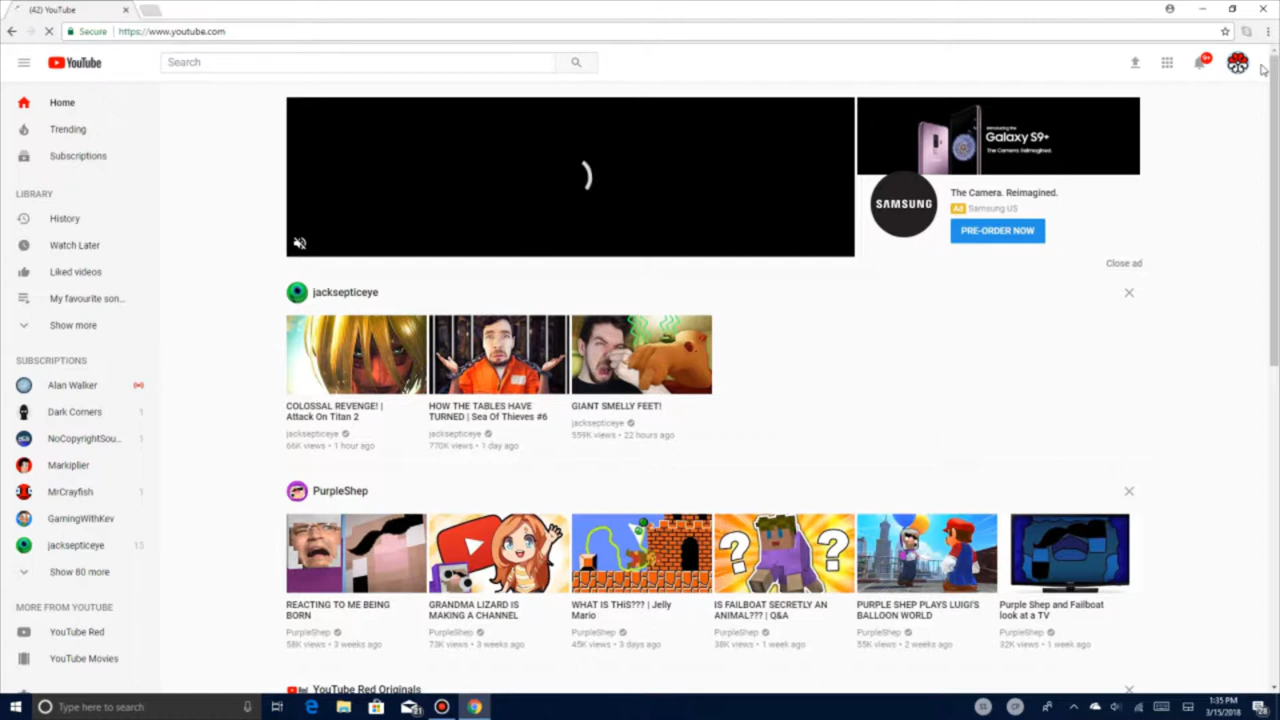 (42) YouTube
Secure https://www.youtube.com
YouTube
Search
9+
Home
Trending
Subscriptions
LIBRARY
History
Watch Later
Liked videos
My favourite son...
Show more
SUBSCRIPTIONS
Alan Walker
Dark Corners 1
NoCopyrightSou... 1
Markiplier
MrCrayfish 1
GamingWithKev
jacksepticeye 13
Show 80 more
MORE FROM YOUTUBE
YouTube Red
YouTube Movies
Introducing the
Galaxy S9+
The Camera. Reimagined.
SAMSUNG
The Camera. Reimagined.
Ad Samsung US
PRE-ORDER NOW
Close ad
jacksepticeye
COLOSSAL REVENGE! |
Attack On Titan 2
jacksepticeye
66K views • 1 hour ago
HOW THE TABLES HAVE
TURNED | Sea Of Thieves #6
jacksepticeye
770K views • 1 day ago
GIANT SMELLY FEET!
jacksepticeye
559K views • 22 hours ago
PurpleShep
REACTING TO ME BEING
BORN
PurpleShep
58K views • 3 weeks ago
GRANDMA LIZARD IS
MAKING A CHANNEL
PurpleShep
73K views • 3 weeks ago
WHAT IS THIS??? | Jelly
Mario
PurpleShep
45K views • 3 days ago
IS FAILBOAT SECRETLY AN
ANIMAL??? | Q&A
PurpleShep
38K views • 1 week ago
PURPLE SHEP PLAYS LUIGI'S
BALLOON WORLD
PurpleShep
55K views • 2 weeks ago
Purple Shep and Failboat
look at a TV
PurpleShep
32K views • 1 week ago
YouTube Red Originals
Type here to search
1:35 PM
3/15/2018
28